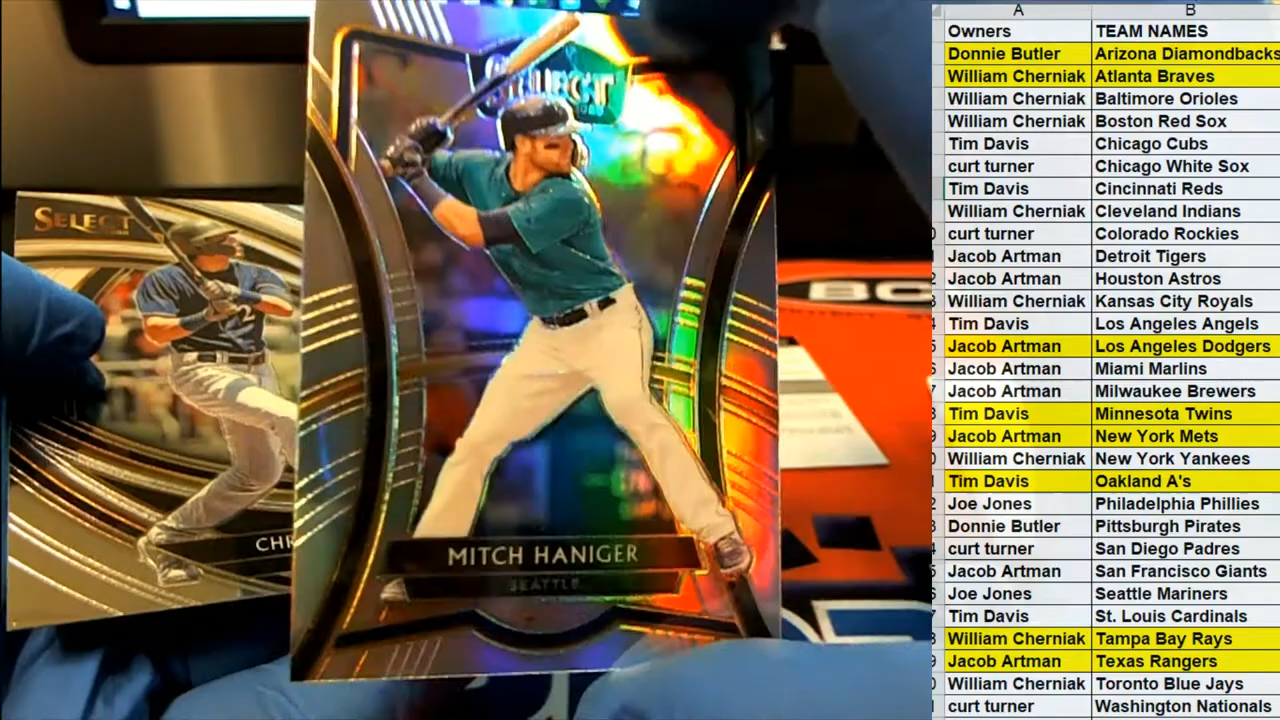 SELECT
SELECT
CHR
MITCH HANIGER
SEATTLE
BC
A B
Owners TEAM NAMES
Donnie Butler Arizona Diamondbacks
William Cherniak Atlanta Braves
William Cherniak Baltimore Orioles
William Cherniak Boston Red Sox
Tim Davis Chicago Cubs
curt turner Chicago White Sox
Tim Davis Cincinnati Reds
William Cherniak Cleveland Indians
curt turner Colorado Rockies
Jacob Artman Detroit Tigers
Jacob Artman Houston Astros
William Cherniak Kansas City Royals
Tim Davis Los Angeles Angels
Jacob Artman Los Angeles Dodgers
Jacob Artman Miami Marlins
Jacob Artman Milwaukee Brewers
Tim Davis Minnesota Twins
Jacob Artman New York Mets
William Cherniak New York Yankees
Tim Davis Oakland A's
Joe Jones Philadelphia Phillies
Donnie Butler Pittsburgh Pirates
curt turner San Diego Padres
Jacob Artman San Francisco Giants
Joe Jones Seattle Mariners
Tim Davis St. Louis Cardinals
William Cherniak Tampa Bay Rays
Jacob Artman Texas Rangers
William Cherniak Toronto Blue Jays
curt turner Washington Nationals